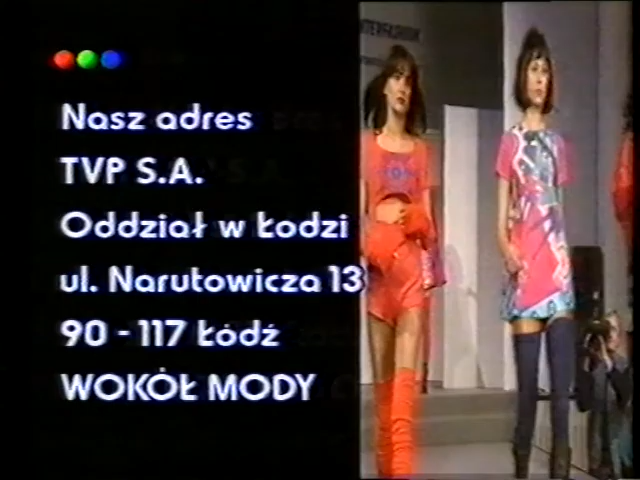 Nasz adres
TVP S.A.
Oddział w Łodzi
ul. Narutowicza 13
90 - 117 Łódź
WOKÓŁ MODY